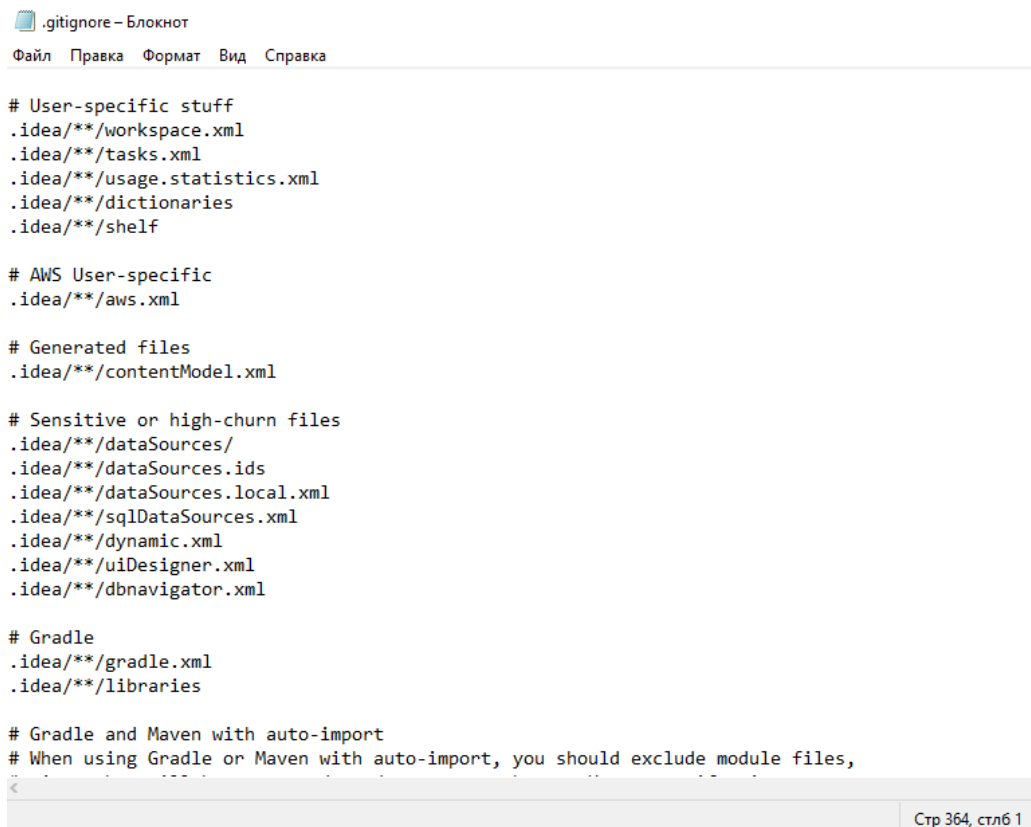 .gitignore – Блокнот
Файл Правка Формат Вид Справка
# User-specific stuff
.idea/**/workspace.xml
.idea/**/tasks.xml
.idea/**/usage.statistics.xml
.idea/**/dictionaries
.idea/**/shelf
# AWS User-specific
.idea/**/aws.xml
# Generated files
.idea/**/contentModel.xml
# Sensitive or high-churn files
.idea/**/dataSources/
.idea/**/dataSources.ids
.idea/**/dataSources.local.xml
.idea/**/sqlDataSources.xml
.idea/**/dynamic.xml
.idea/**/uiDesigner.xml
.idea/**/dbnavigator.xml
# Gradle
.idea/**/gradle.xml
.idea/**/libraries
# Gradle and Maven with auto-import
# When using Gradle or Maven with auto-import, you should exclude module files,
Стр 364, стлб 1